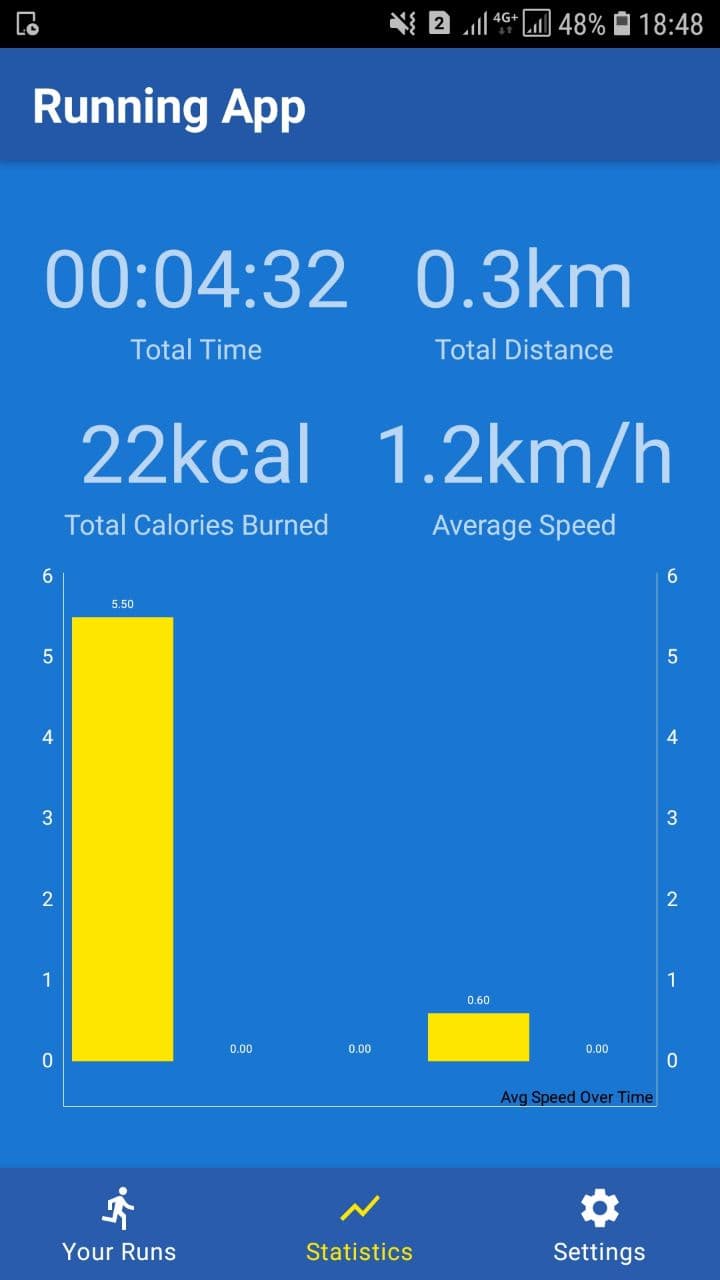 2 4G+ 48% 18:48
Running App
00:04:32 0.3km
Total Time Total Distance
22kcal 1.2km/h
Total Calories Burned Average Speed
6 6
5.50
5 5
4 4
3 3
2 2
1 1
0.60
0.00 0.00 0.00
0 0
Avg Speed Over Time
Your Runs Statistics Settings